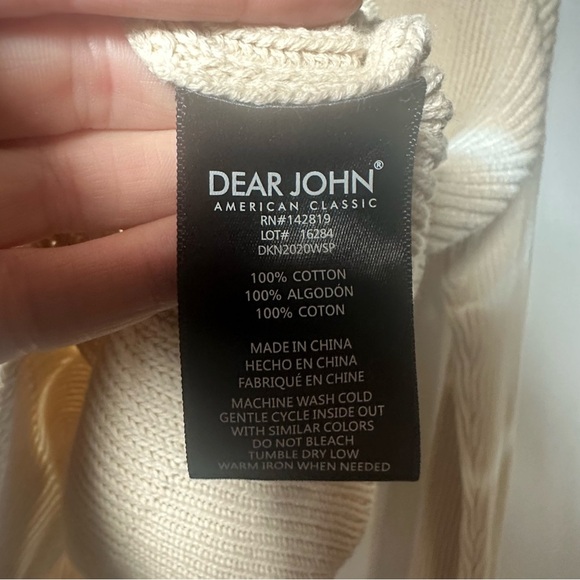 DEAR JOHN®
AMERICAN CLASSIC
RN#142819
LOT# 16284
DKN2020WSP
100% COTTON
100% ALGODÓN
100% COTON
MADE IN CHINA
HECHO EN CHINA
FABRIQUÉ EN CHINE
MACHINE WASH COLD
GENTLE CYCLE INSIDE OUT
WITH SIMILAR COLORS
DO NOT BLEACH
TUMBLE DRY LOW
WARM IRON WHEN NEEDED